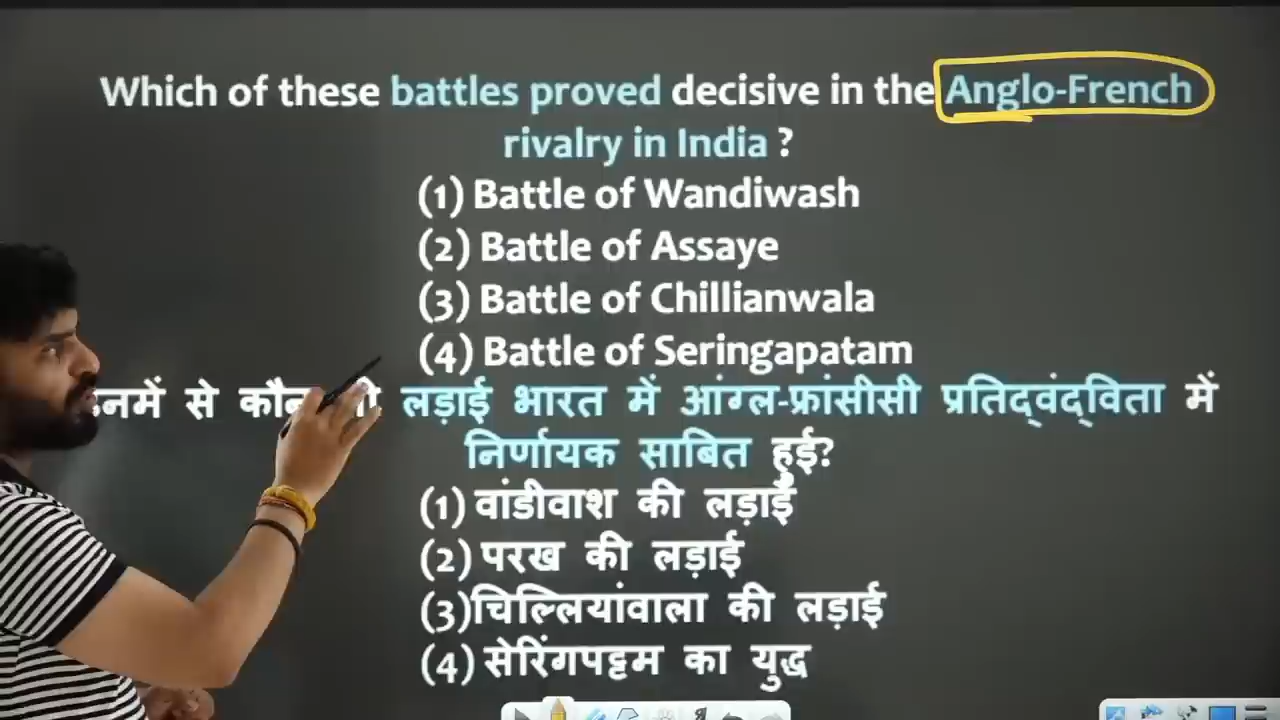 Which of these battles proved decisive in the Anglo-French
rivalry in India ?
(1) Battle of Wandiwash
(2) Battle of Assaye
(3) Battle of Chillianwala
(4) Battle of Seringapatam
लड़ाई भारत में आंग्ल-फ्रांसीसी प्रतिद्वंद्विता में
निर्णायक साबित हुई?
(1) वांडीवाश की लड़ाई
(2) परख की लड़ाई
(3)चिल्लियांवाला की लड़ाई
(4) सेरिंगपट्टम का युद्ध